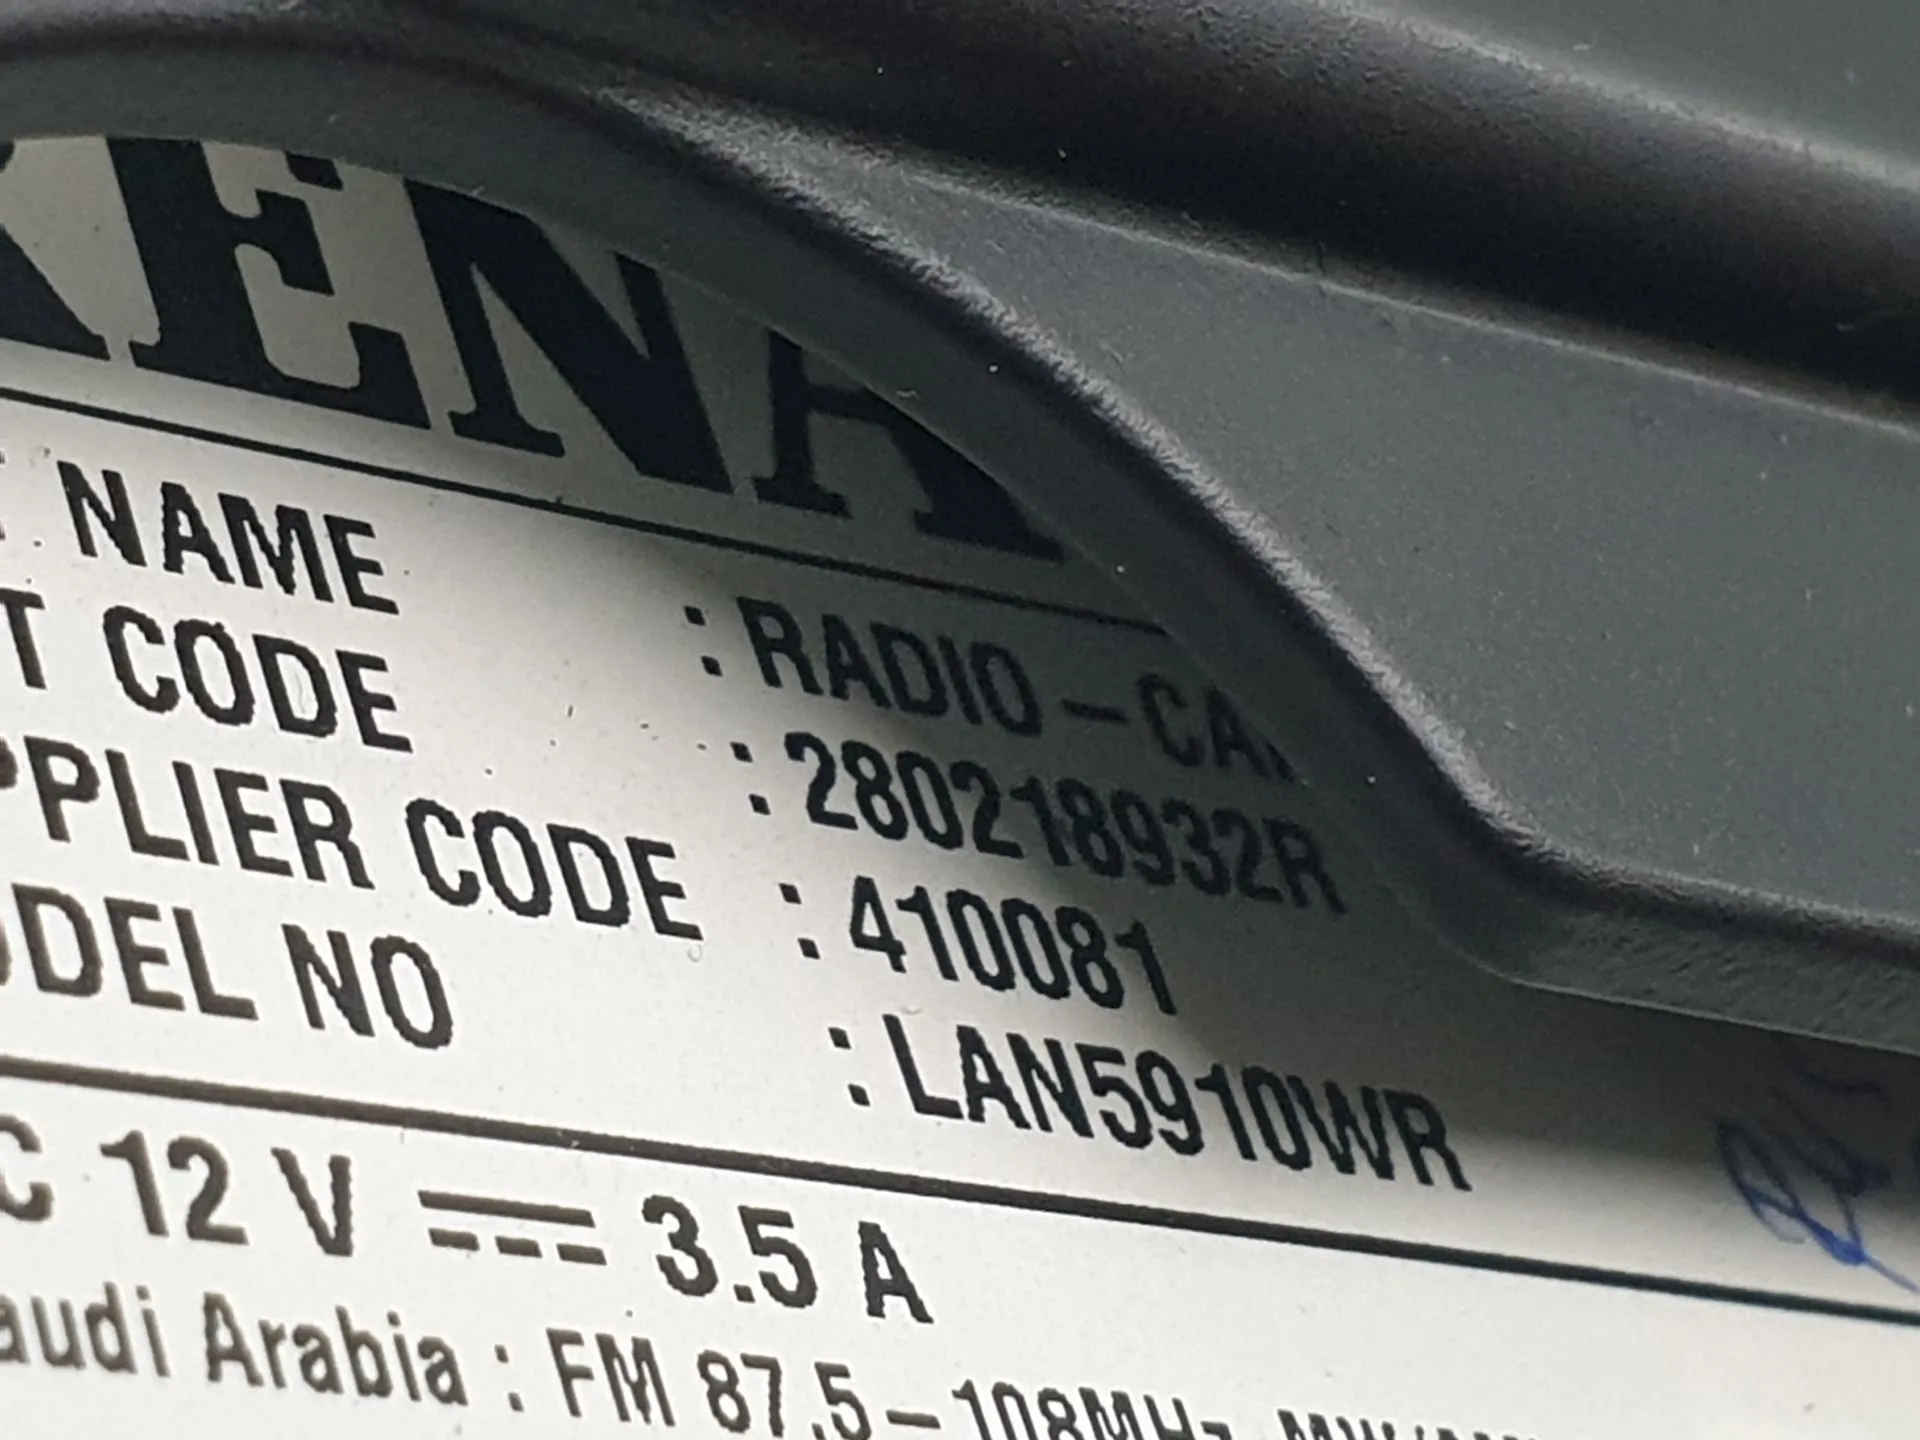 RENA
NAME : RADIO-CA
T CODE : 280218932R
PPLIER CODE : 410081
ODEL NO : LAN5910WR
C 12 V ⎓ 3.5 A
audi Arabia : FM 87.5-108MHz